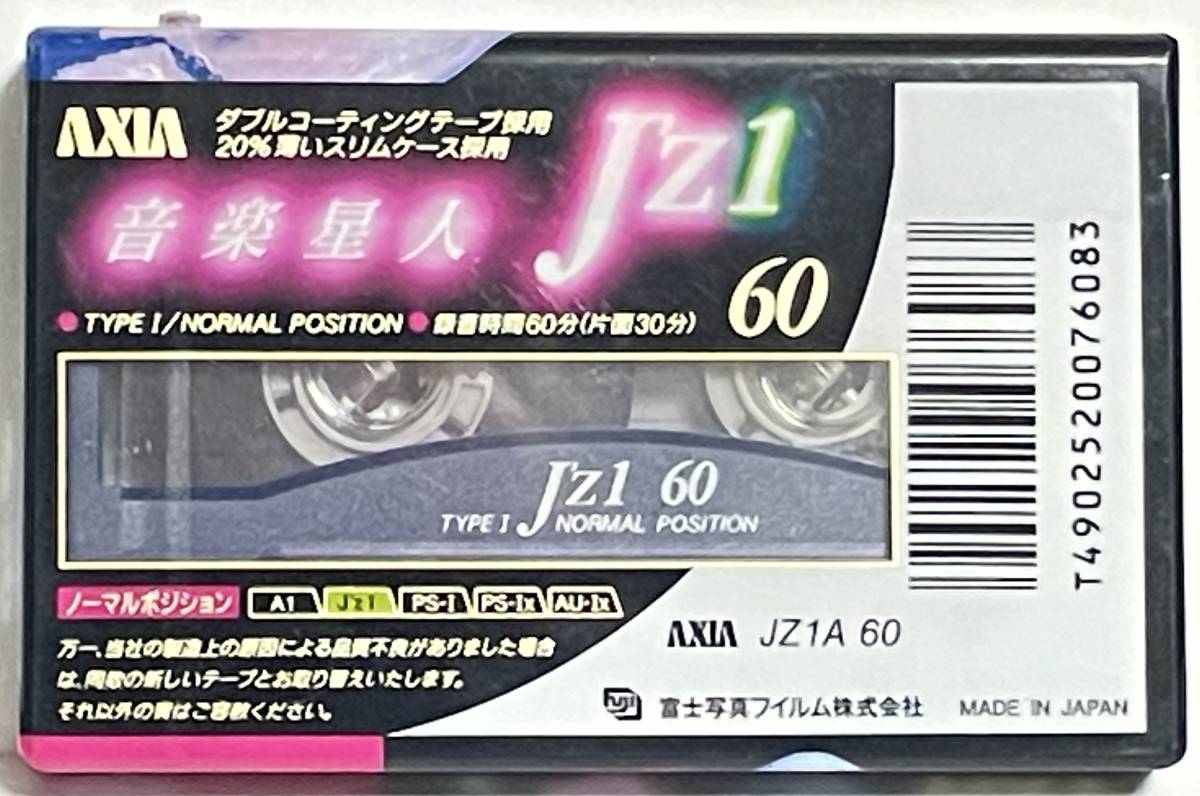 AXIA
ダブルコーティングテープ採用
20%薄いスリムケース採用
J'z1
音楽星人
60
●TYPE I/NORMAL POSITION ●録音時間60分(片面30分)
J'z1 60
TYPE I NORMAL POSITION
T4902520076083
ノーマルポジション A1 J'z1 PS-I PS-Ix AU-Ix
万一、当社の製造上の原因による品質不良がありました場合
は、同数の新しいテープとお取り替えいたします。
それ以外の責はご容赦ください。
AXIA JZ1A 60
FUJI 富士写真フイルム株式会社 MADE IN JAPAN